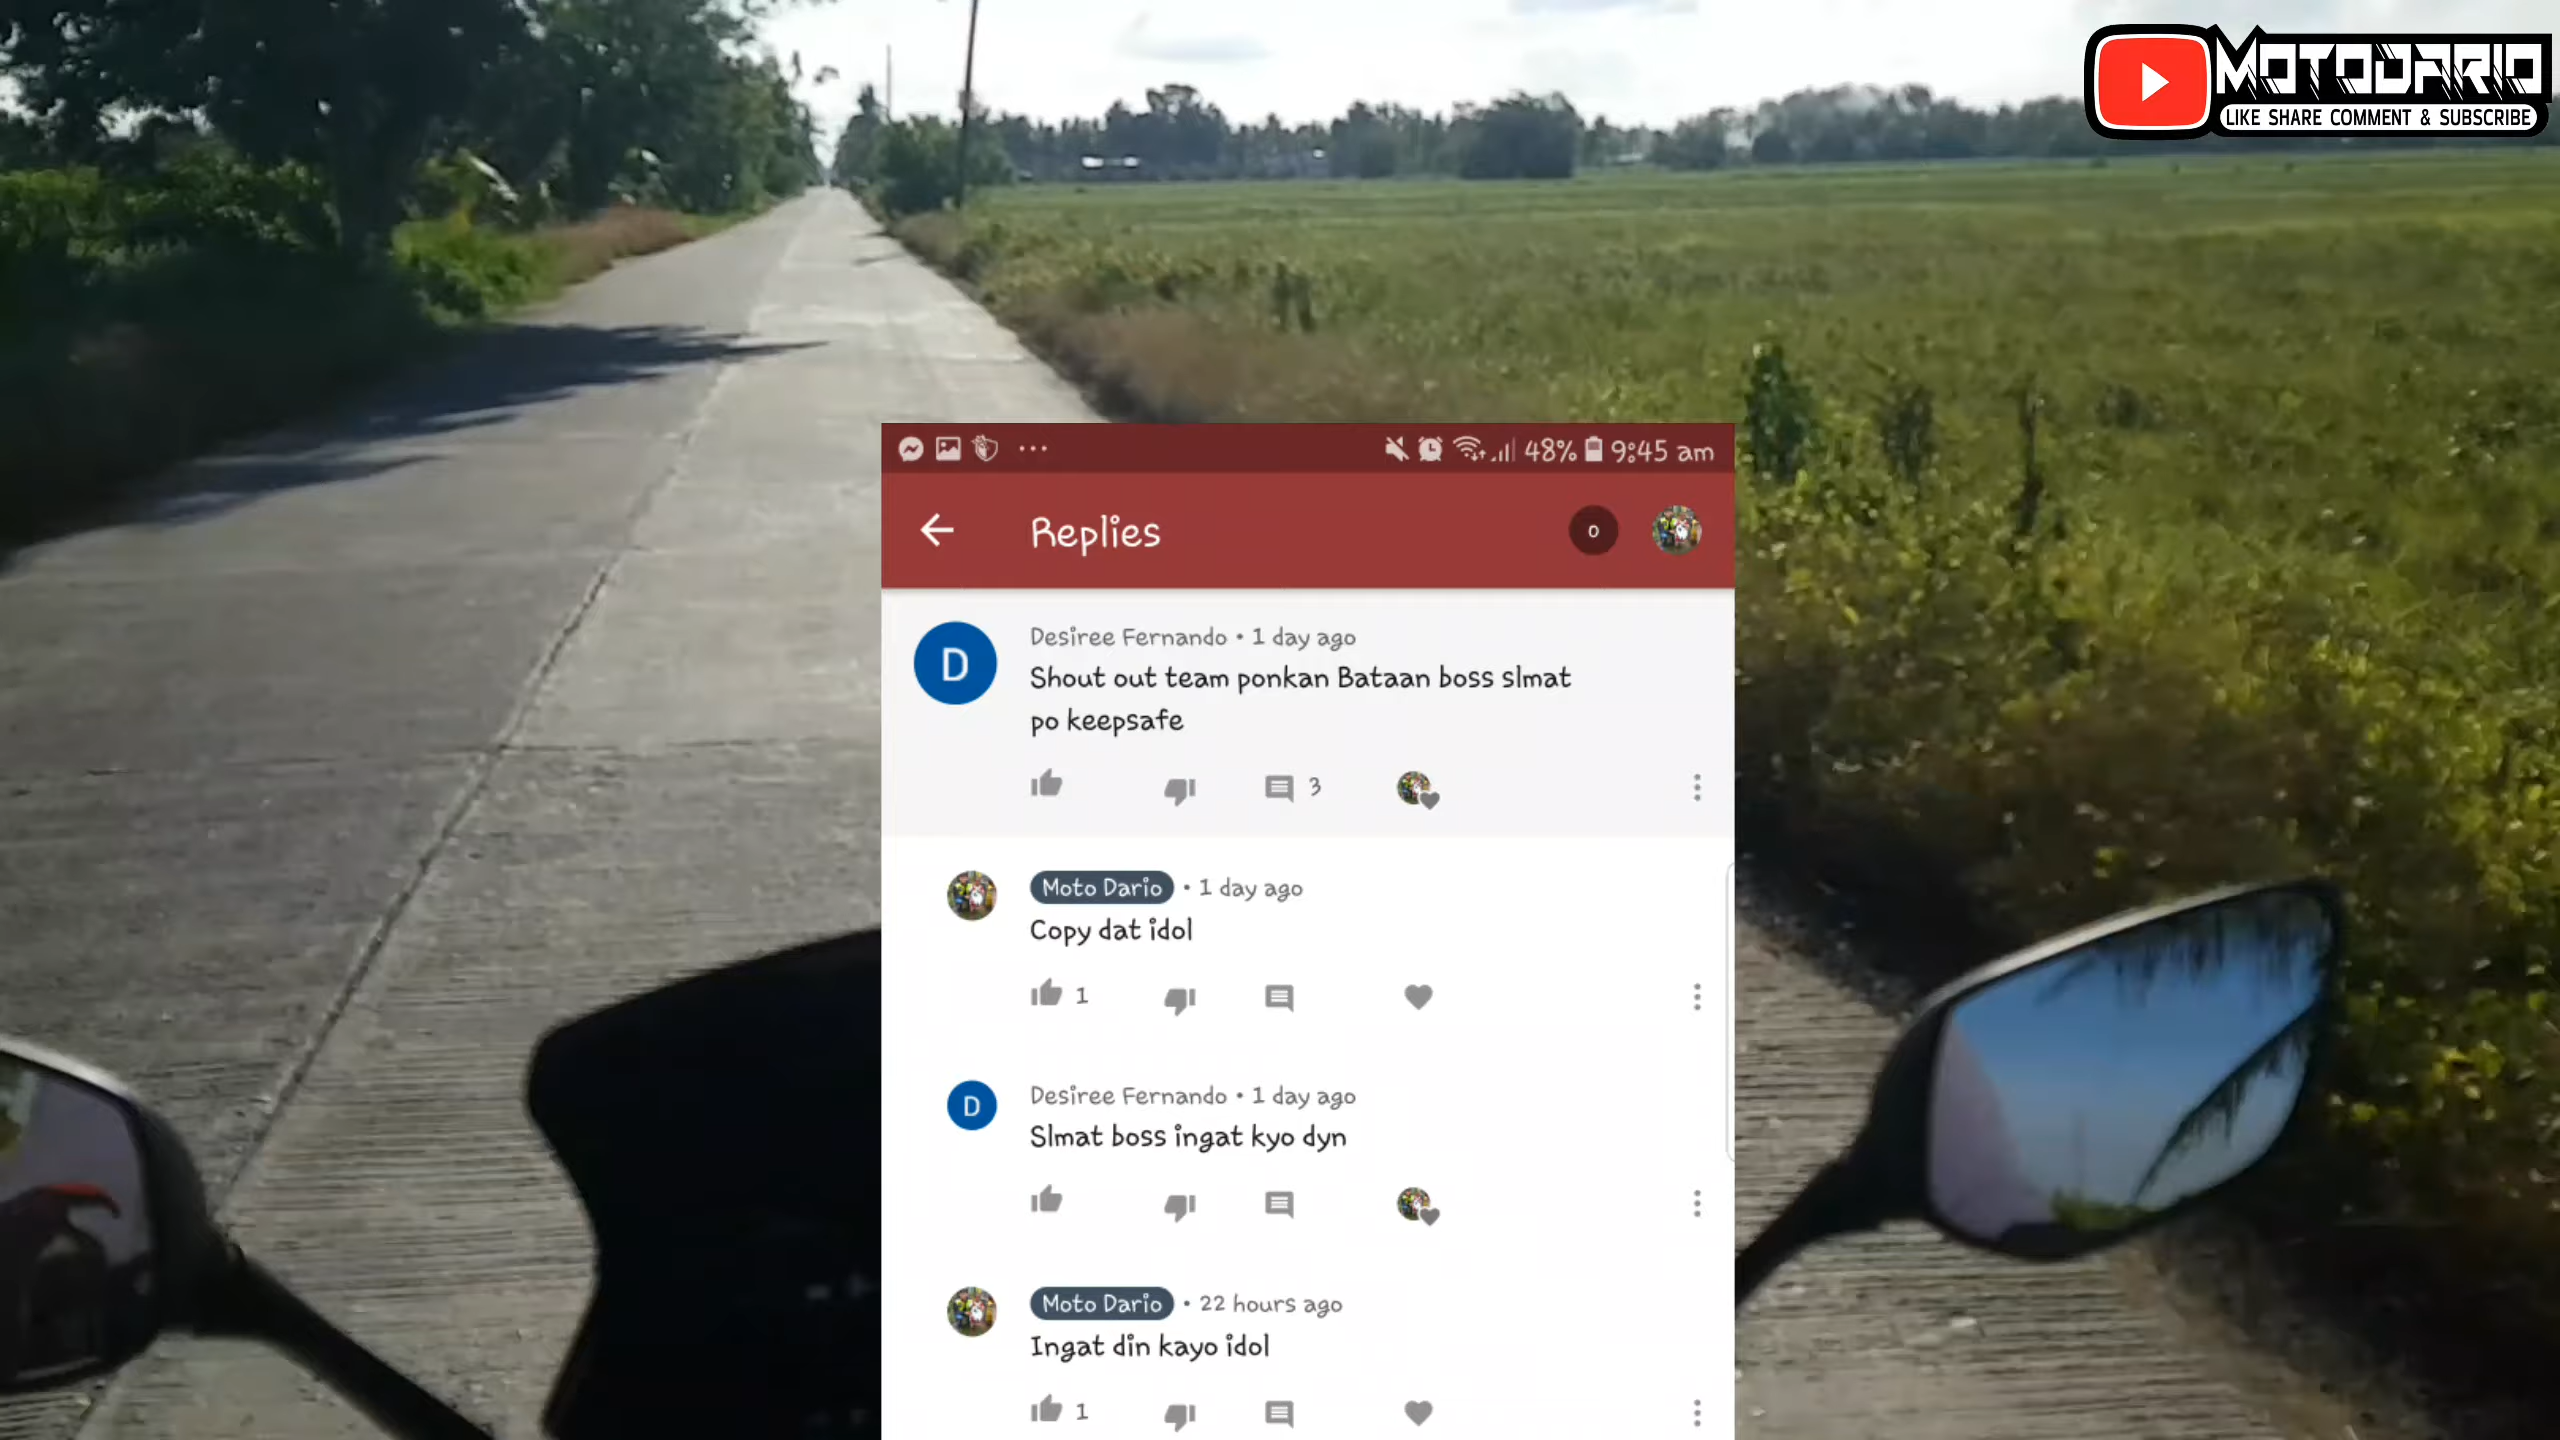 MOTODARIO
LIKE SHARE COMMENT & SUBSCRIBE
48% 9:45 am
Replies
0
D
Desiree Fernando • 1 day ago
Shout out team ponkan Bataan boss slmat
po keepsafe
3
Moto Dario • 1 day ago
Copy dat idol
1
D
Desiree Fernando • 1 day ago
Slmat boss ingat kyo dyn
Moto Dario • 22 hours ago
Ingat din kayo idol
1